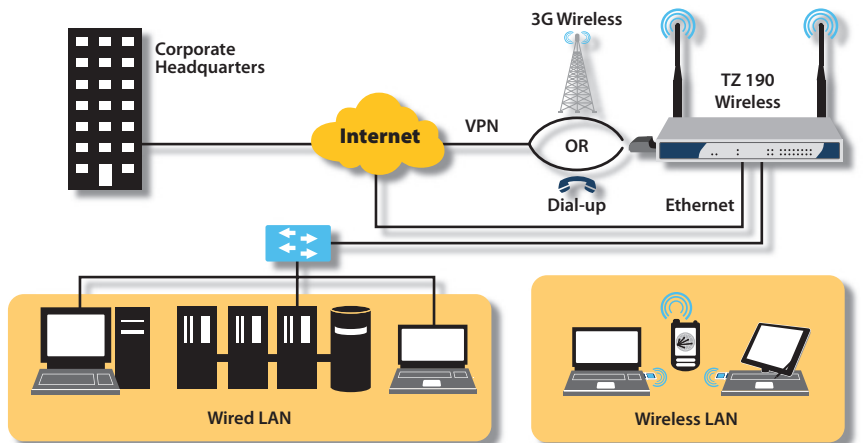 Corporate
Headquarters
3G Wireless
TZ 190
Wireless
Internet
VPN
OR
Dial-up
Ethernet
Wired LAN
Wireless LAN